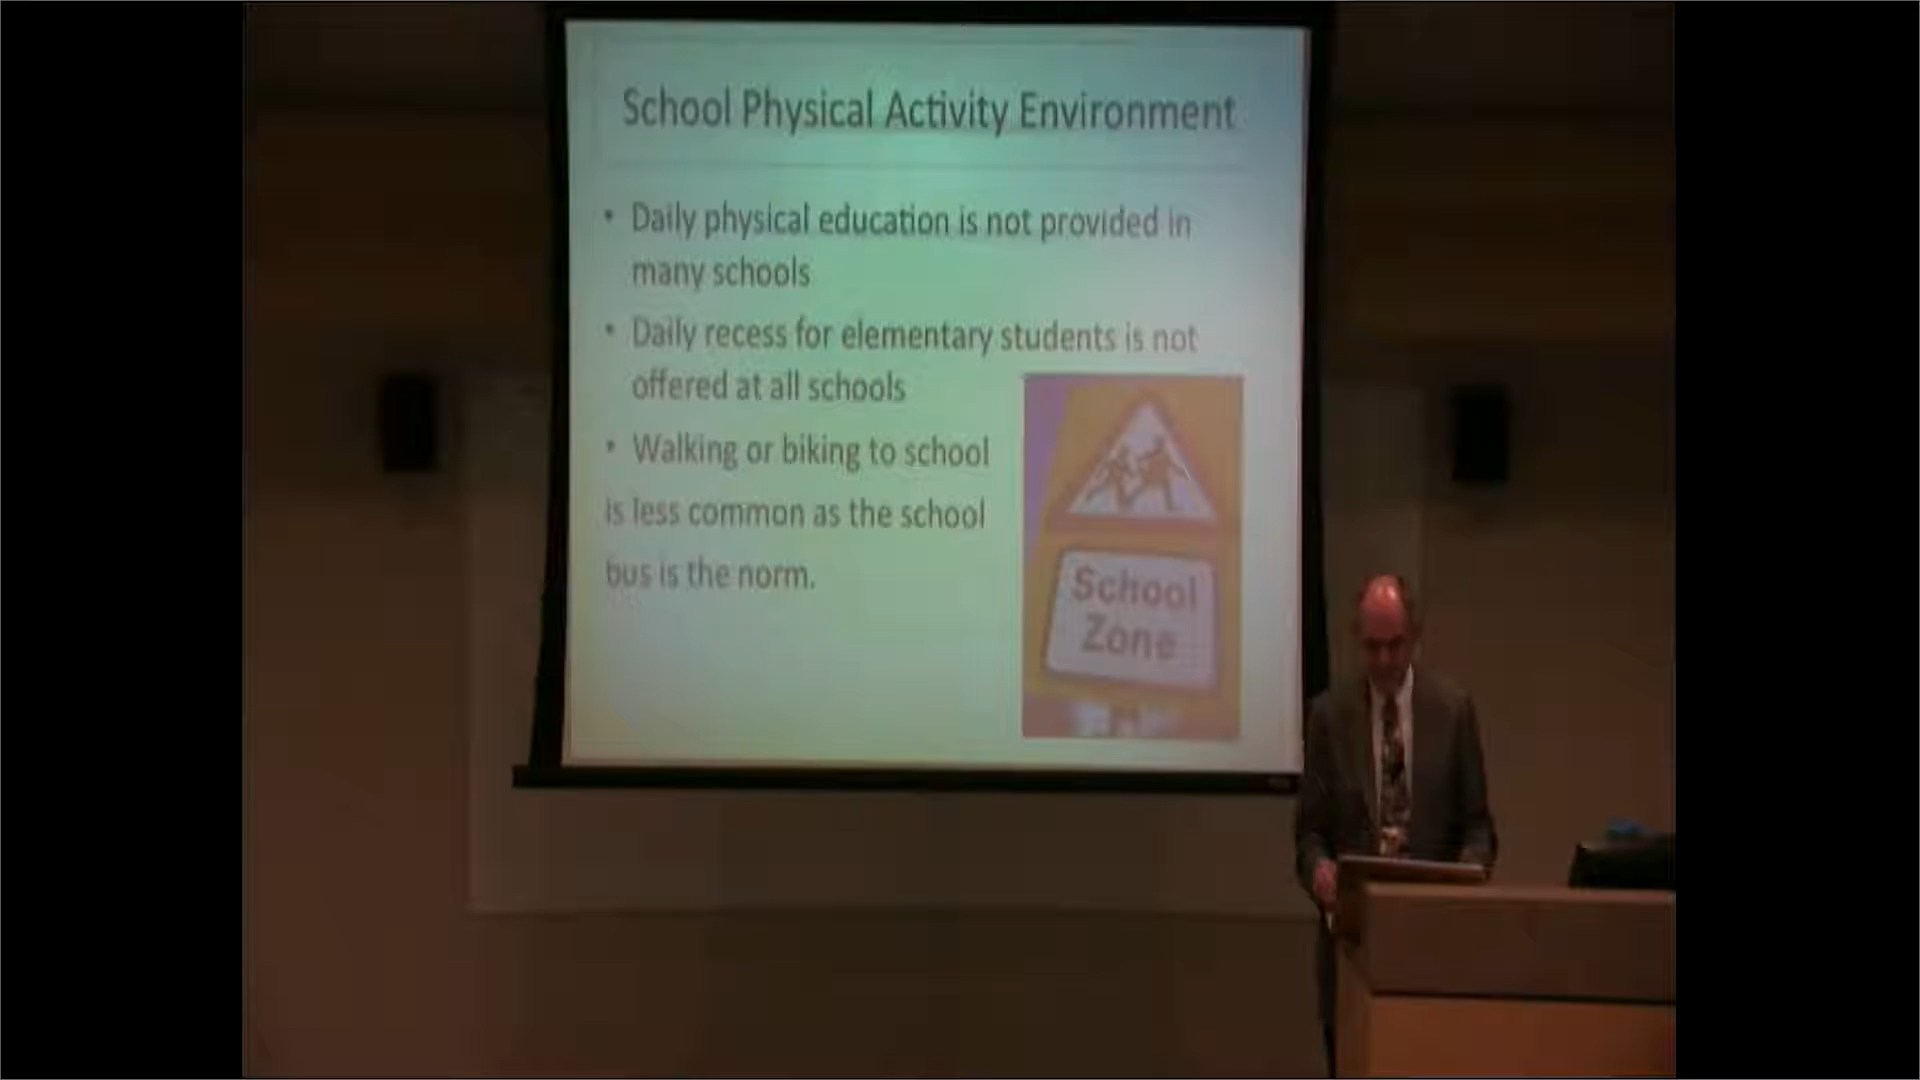 School Physical Activity Environment
• Daily physical education is not provided in
many schools
• Daily recess for elementary students is not
offered at all schools
• Walking or biking to school
is less common as the school
bus is the norm.
School
Zone